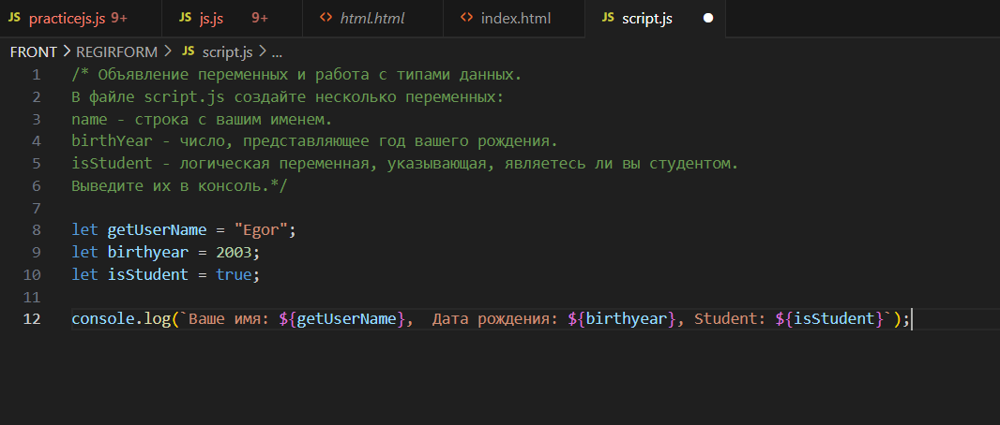 JS practicejs.js 9+ JS js.js 9+ <> html.html <> index.html JS script.js
FRONT > REGIRFORM > JS script.js > ...
1 /* Объявление переменных и работа с типами данных.
2 В файле script.js создайте несколько переменных:
3 name - строка с вашим именем.
4 birthYear - число, представляющее год вашего рождения.
5 isStudent - логическая переменная, указывающая, являетесь ли вы студентом.
6 Выведите их в консоль.*/
7
8 let getUserName = "Egor";
9 let birthyear = 2003;
10 let isStudent = true;
11
12 console.log(`Ваше имя: ${getUserName},  Дата рождения: ${birthyear}, Student: ${isStudent}`);